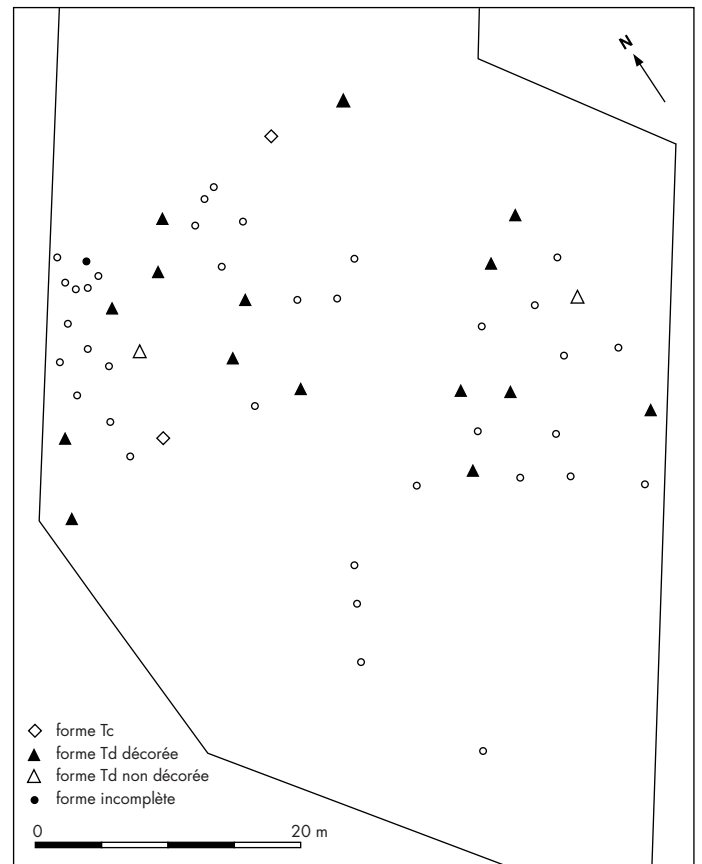 N
forme Tc
forme Td décorée
forme Td non décorée
forme incomplète
0 20 m